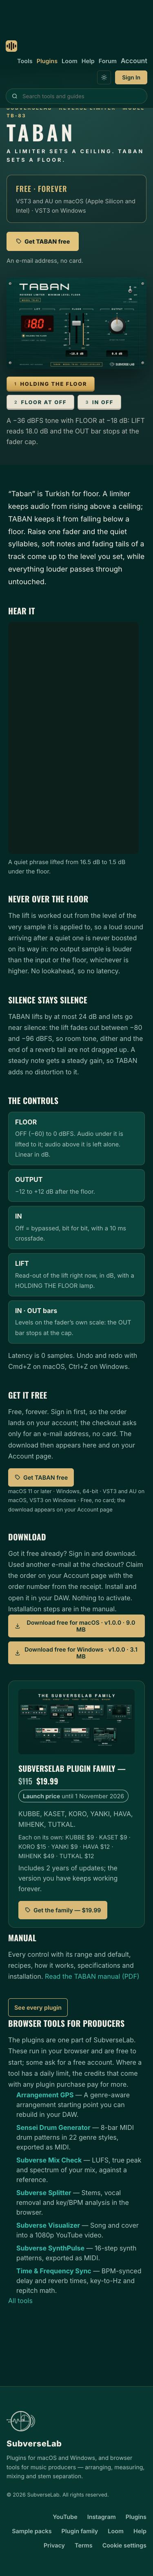 Tools Plugins Loom Help Forum Account
Sign In
Search tools and guides
TB-83
TABAN
A LIMITER SETS A CEILING. TABAN
SETS A FLOOR.
FREE · FOREVER
VST3 and AU on macOS (Apple Silicon and
Intel) · VST3 on Windows
Get TABAN free
An e-mail address, no card.
TABAN
18.0
-18.0 dB
0.0 dB
SUBVERSELAB
1 HOLDING THE FLOOR
2 FLOOR AT OFF
3 IN OFF
A −36 dBFS tone with FLOOR at −18 dB: LIFT
reads 18.0 dB and the OUT bar stops at the
fader cap.
“Taban” is Turkish for floor. A limiter
keeps audio from rising above a ceiling;
TABAN keeps it from falling below a
floor. Raise one fader and the quiet
syllables, soft notes and fading tails of a
track come up to the level you set, while
everything louder passes through
untouched.
HEAR IT
A quiet phrase lifted from 16.5 dB to 1.5 dB
under the floor.
NEVER OVER THE FLOOR
The lift is worked out from the level of the
very sample it is applied to, so a loud sound
arriving after a quiet one is never boosted
on its way in: no output sample is louder
than the input or the floor, whichever is
higher. No lookahead, so no latency.
SILENCE STAYS SILENCE
TABAN lifts by at most 24 dB and lets go
near silence: the lift fades out between −80
and −96 dBFS, so room tone, dither and the
end of a reverb tail are not dragged up. A
steady note gets a steady gain, so TABAN
adds no distortion to it.
THE CONTROLS
FLOOR
OFF (−60) to 0 dBFS. Audio under it is
lifted to it; audio above it is left alone.
Linear in dB.
OUTPUT
−12 to +12 dB after the floor.
IN
Off = bypassed, bit for bit, with a 10 ms
crossfade.
LIFT
Read-out of the lift right now, in dB, with a
HOLDING THE FLOOR lamp.
IN · OUT bars
Levels on the fader’s own scale: the OUT
bar stops at the cap.
Latency is 0 samples. Undo and redo with
Cmd+Z on macOS, Ctrl+Z on Windows.
GET IT FREE
Free, forever. Sign in first, so the order
lands on your account; the checkout asks
only for an e-mail address, no card. The
download then appears here and on your
Account page.
Get TABAN free
macOS 11 or later · Windows, 64-bit · VST3 and AU on
macOS, VST3 on Windows · Free, no card; the
download appears on your Account page
DOWNLOAD
Got it free already? Sign in and download.
Used another e-mail at the checkout? Claim
the order on your Account page with the
order number from the receipt. Install and
open it in your DAW. Nothing to activate.
Installation steps are in the manual.
Download free for macOS · v1.0.0 · 9.0
MB
Download free for Windows · v1.0.0 · 3.1
MB
THE SUBVERSELAB PLUGIN FAMILY
SUBVERSELAB PLUGIN FAMILY —
$115 $19.99
Launch price until 1 November 2026
KUBBE, KASET, KORO, YANKI, HAVA,
MIHENK, TUTKAL.
Each on its own: KUBBE $9 · KASET $9 ·
KORO $15 · YANKI $9 · HAVA $12 ·
MIHENK $49 · TUTKAL $12
Includes 2 years of updates; the
version you have keeps working
forever.
Get the family — $19.99
MANUAL
Every control with its range and default,
recipes, how it works, specifications and
installation. Read the TABAN manual (PDF)
See every plugin
BROWSER TOOLS FOR PRODUCERS
The plugins are one part of SubverseLab.
These run in your browser and are free to
start; some ask for a free account. Where a
tool has a daily limit, the credits that come
with any plugin purchase pay for more.
Arrangement GPS — A genre-aware
arrangement starting point you can
rebuild in your DAW.
Sensei Drum Generator — 8-bar MIDI
drum patterns in 22 genre styles,
exported as MIDI.
Subverse Mix Check — LUFS, true peak
and spectrum of your mix, against a
reference.
Subverse Splitter — Stems, vocal
removal and key/BPM analysis in the
browser.
Subverse Visualizer — Song and cover
into a 1080p YouTube video.
Subverse SynthPulse — 16-step synth
patterns, exported as MIDI.
Time & Frequency Sync — BPM-synced
delay and reverb times, key-to-Hz and
repitch math.
All tools
SubverseLab
Plugins for macOS and Windows, and browser
tools for music producers — arranging, measuring,
mixing and stem separation.
© 2026 SubverseLab. All rights reserved.
YouTube Instagram Plugins
Sample packs Plugin family Loom Help
Privacy Terms Cookie settings